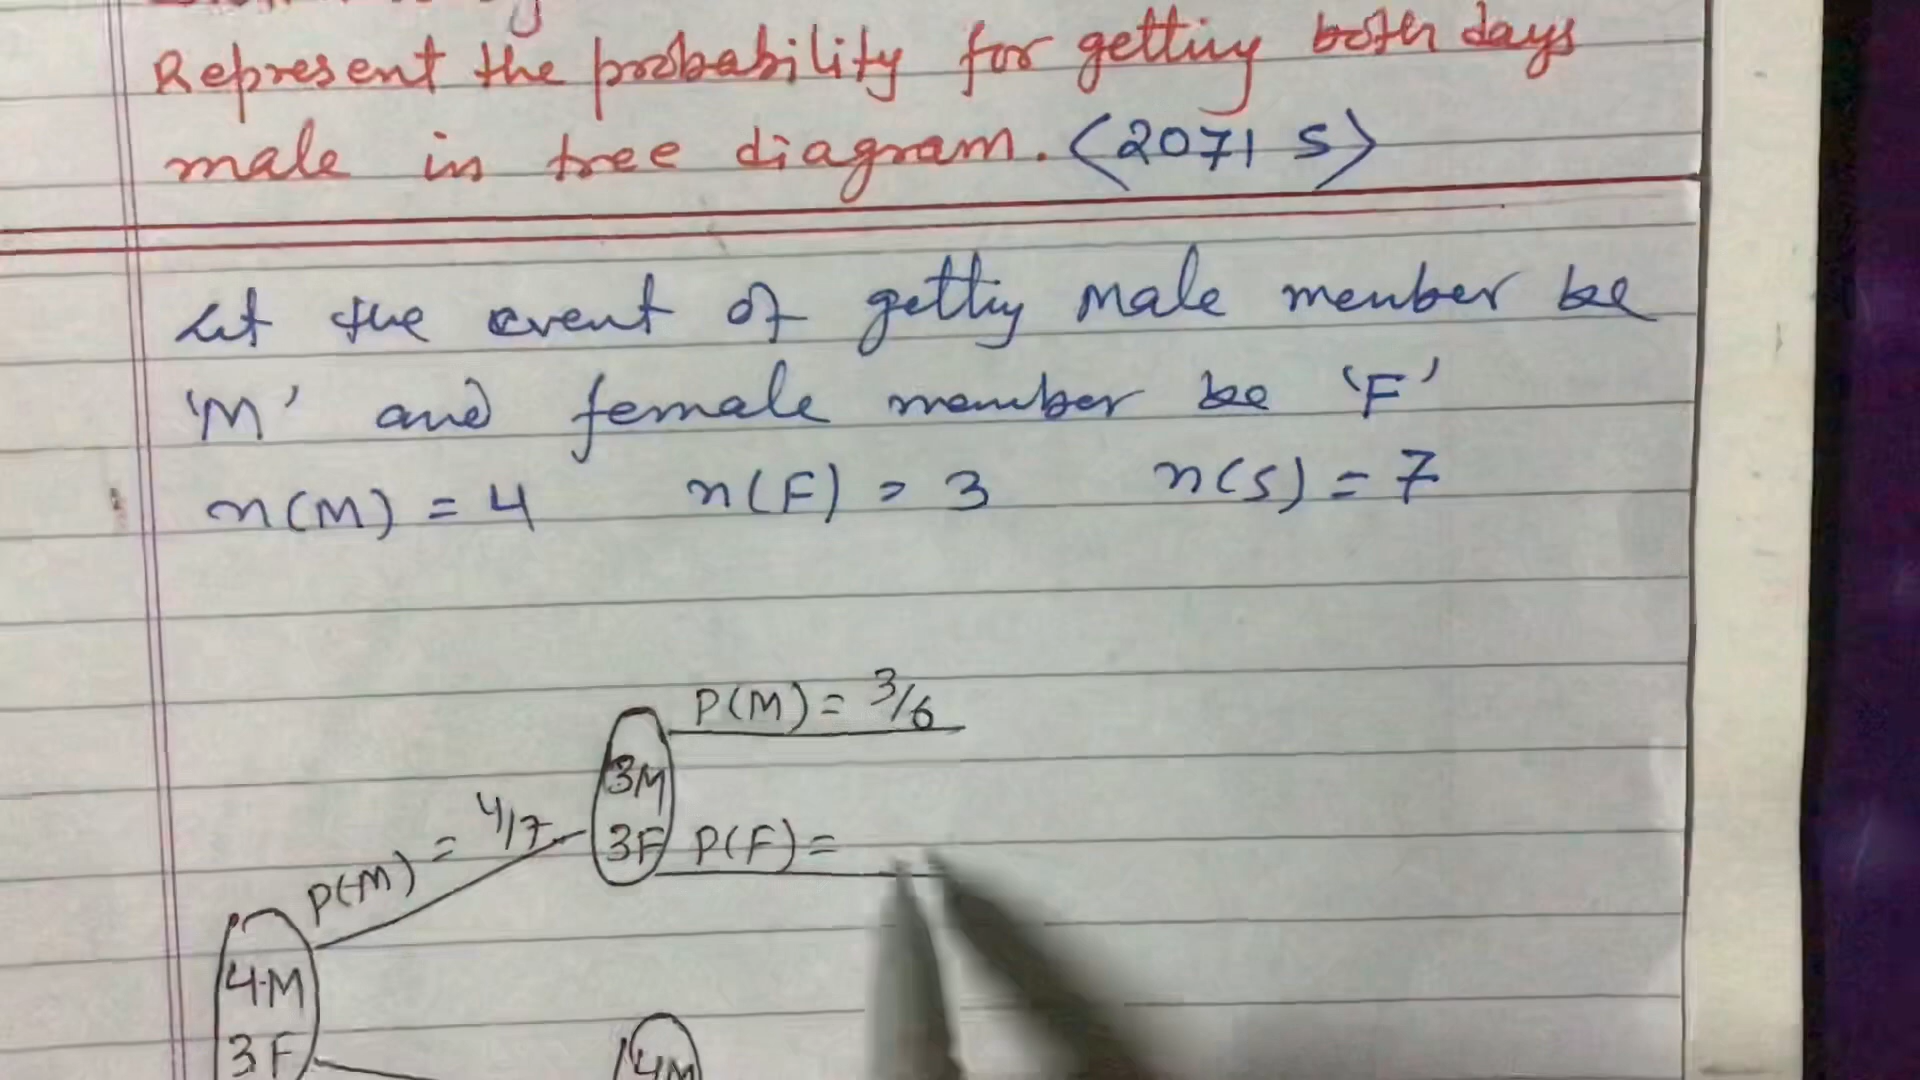 Represent the probability for getting both days
male in tree diagram. <2071 S>
Let the event of getting male member be
'M' and female member be 'F'
n(M) = 4 n(F) = 3 n(S) = 7
P(M) = 3/6
3M
3F P(F) =
P(M) = 4/7
4M
3F
4M